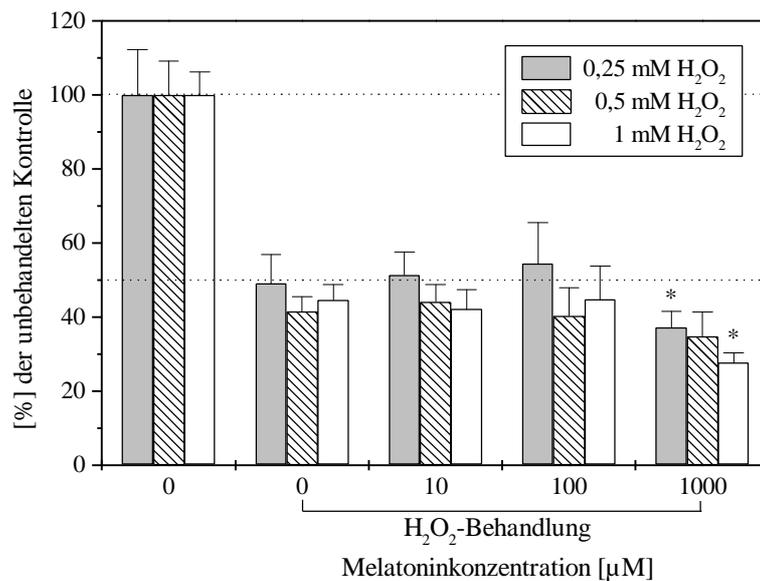 120
100
80
60
40
20
0
[%] der unbehandelten Kontrolle
0,25 mM H₂O₂
0,5 mM H₂O₂
1 mM H₂O₂
*
*
0 0 10 100 1000
H₂O₂-Behandlung
Melatoninkonzentration [µM]